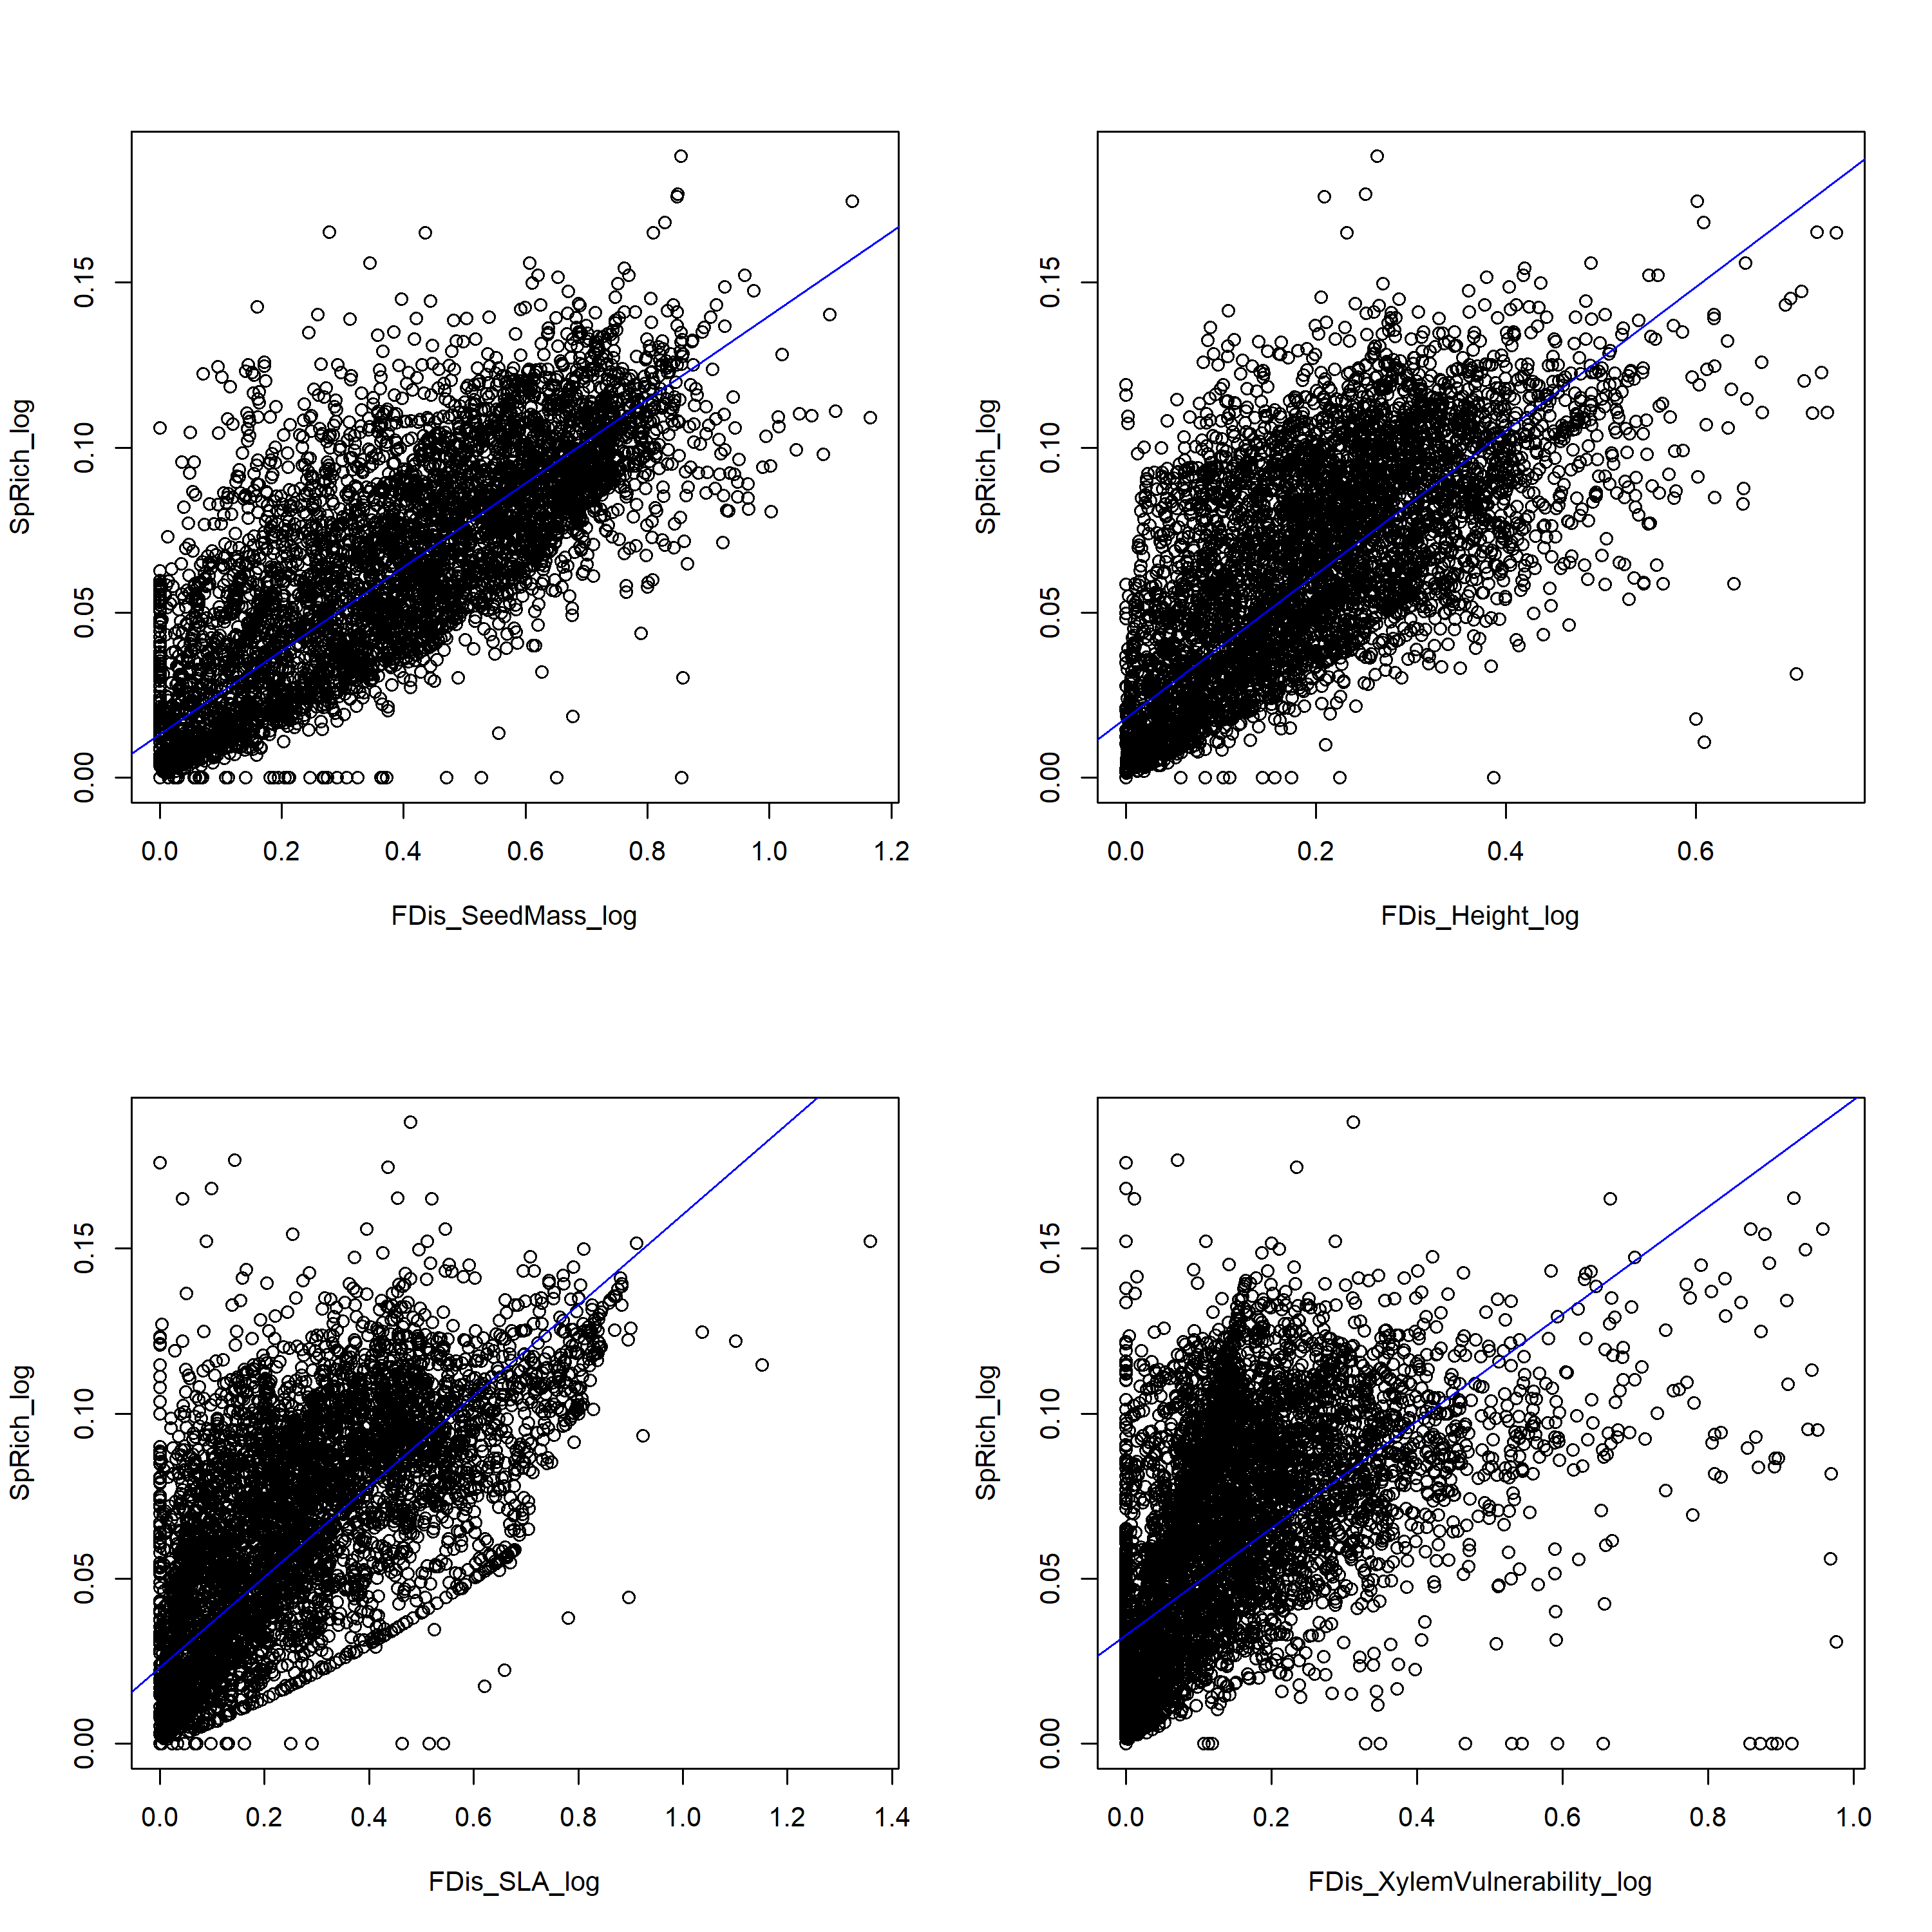 SpRich_log
0.00 0.05 0.10 0.15
0.0 0.2 0.4 0.6 0.8 1.0 1.2
FDis_SeedMass_log
SpRich_log
0.00 0.05 0.10 0.15
0.0 0.2 0.4 0.6
FDis_Height_log
SpRich_log
0.00 0.05 0.10 0.15
0.0 0.2 0.4 0.6 0.8 1.0 1.2 1.4
FDis_SLA_log
SpRich_log
0.00 0.05 0.10 0.15
0.0 0.2 0.4 0.6 0.8 1.0
FDis_XylemVulnerability_log